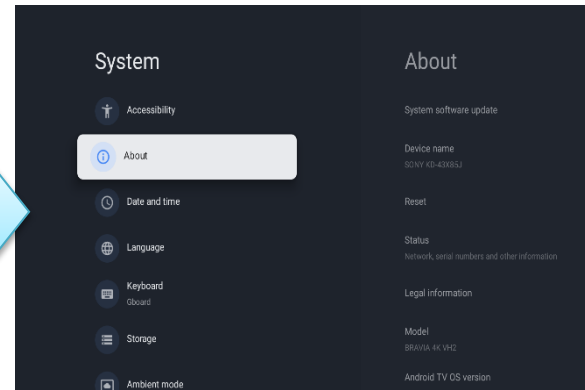 System
Accessibility
About
Date and time
Language
Keyboard
Gboard
Storage
Ambient mode
About
System software update
Device name
SONY KD-43X85J
Reset
Status
Network, serial numbers and other information
Legal information
Model
BRAVIA 4K VH2
Android TV OS version